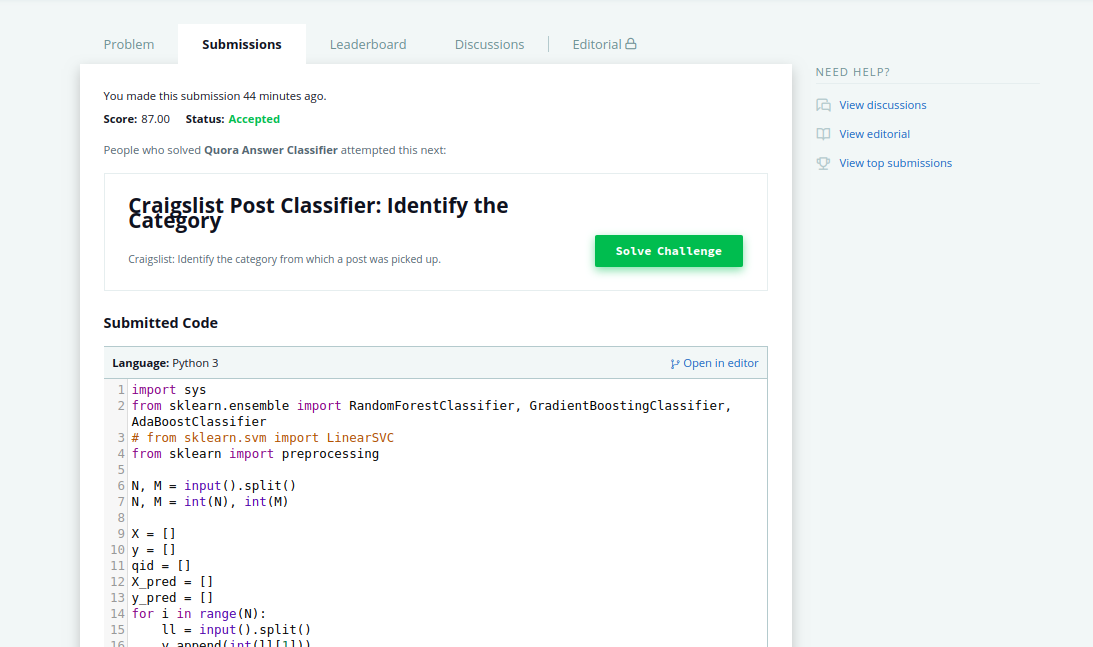 Problem
Submissions
Leaderboard
Discussions
Editorial
NEED HELP?
View discussions
View editorial
View top submissions
You made this submission 44 minutes ago.
Score: 87.00 Status: Accepted
People who solved Quora Answer Classifier attempted this next:
Craigslist Post Classifier: Identify the
Category
Craigslist: Identify the category from which a post was picked up.
Solve Challenge
Submitted Code
Language: Python 3
Open in editor
1 import sys
2 from sklearn.ensemble import RandomForestClassifier, GradientBoostingClassifier,
AdaBoostClassifier
3 # from sklearn.svm import LinearSVC
4 from sklearn import preprocessing
5
6 N, M = input().split()
7 N, M = int(N), int(M)
8
9 X = []
10 y = []
11 qid = []
12 X_pred = []
13 y_pred = []
14 for i in range(N):
15 ll = input().split()
16 y.append(int(ll[1]))